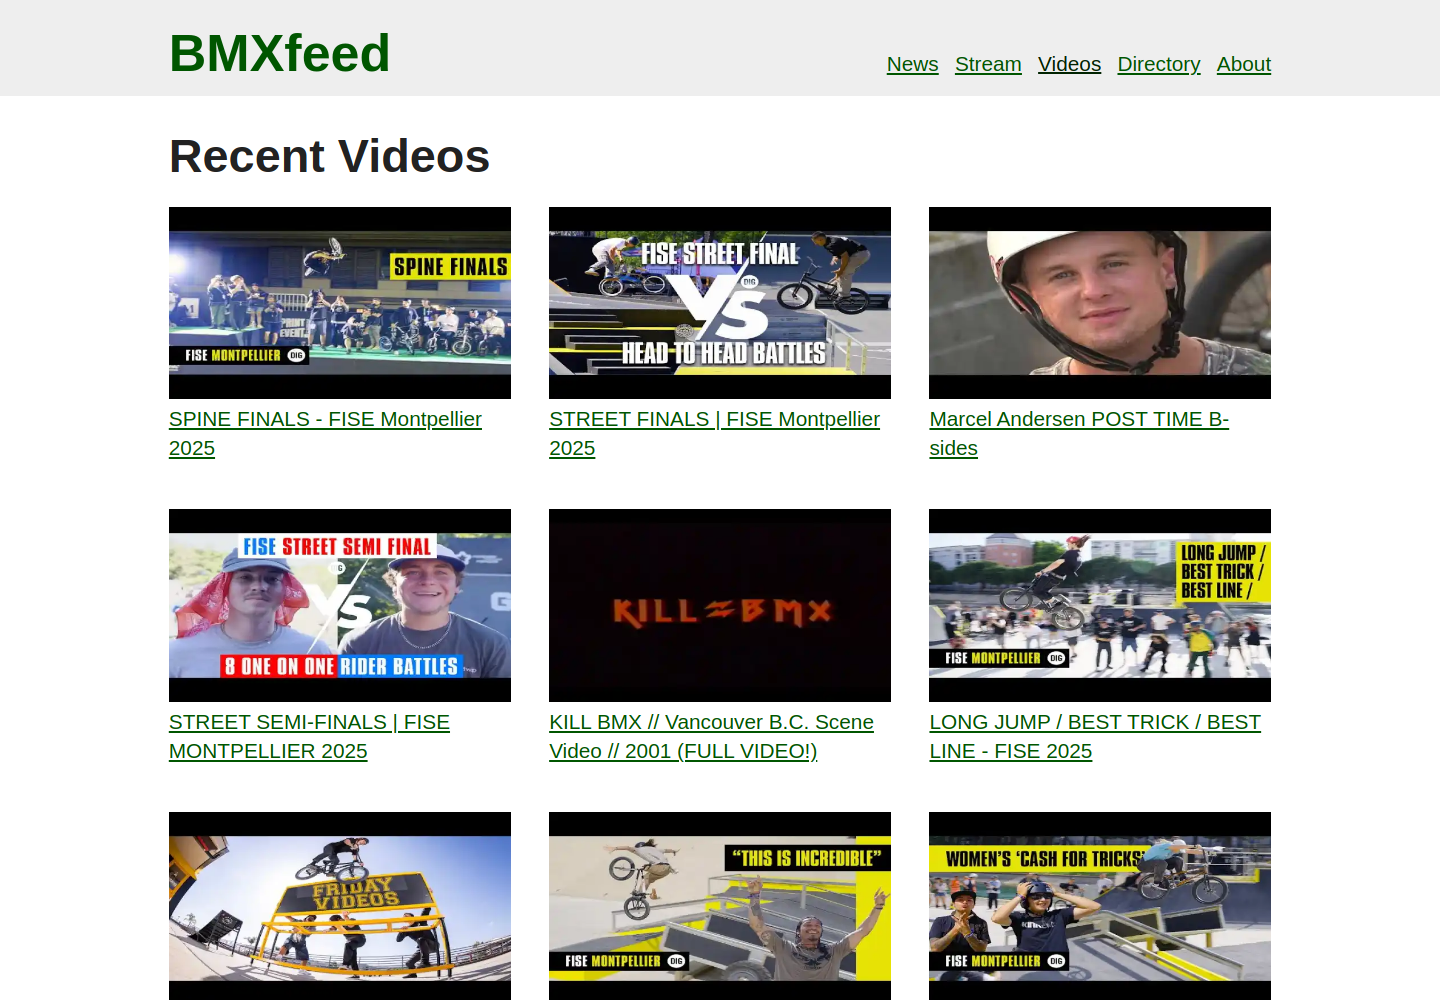 BMXfeed
News Stream Videos Directory About
Recent Videos
SPINE FINALS
FISE MONTPELLIER DIG
SPINE FINALS - FISE Montpellier
2025
FISE STREET FINAL
DIG
VS
HEAD TO HEAD BATTLES
STREET FINALS | FISE Montpellier
2025
Marcel Andersen POST TIME B-
sides
FISE STREET SEMI FINAL
VS
8 ONE ON ONE RIDER BATTLES
STREET SEMI-FINALS | FISE
MONTPELLIER 2025
KILL BMX
KILL BMX // Vancouver B.C. Scene
Video // 2001 (FULL VIDEO!)
LONG JUMP /
BEST TRICK /
BEST LINE /
FISE MONTPELLIER DIG
LONG JUMP / BEST TRICK / BEST
LINE - FISE 2025
FRIDAY
VIDEOS
“THIS IS INCREDIBLE”
FISE MONTPELLIER DIG
WOMEN'S ‘CASH FOR TRICKS’
FISE MONTPELLIER DIG